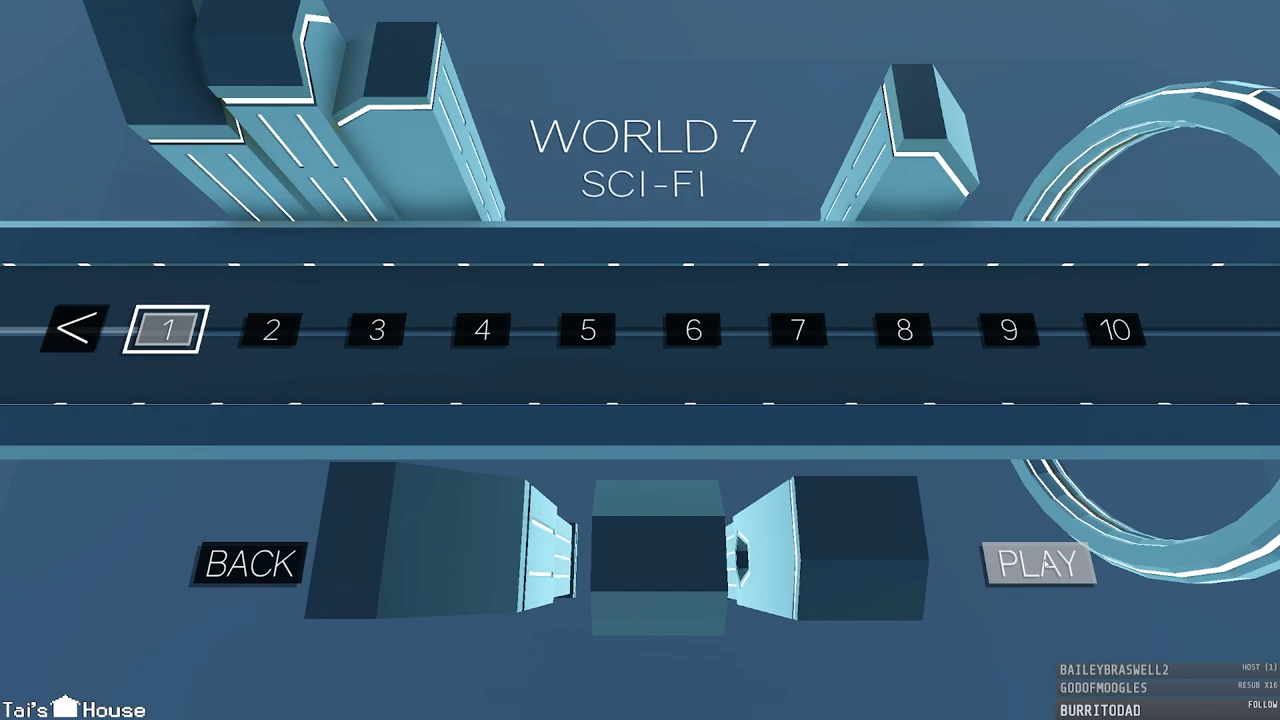 WORLD 7
SCI-FI
< 1 2 3 4 5 6 7 8 9 10
BACK
PLAY
BAILEYBRASWELL2 HOST (1)
GODOFMOOGLES RESUB X16
BURRITODAD FOLLOW
Tai's House